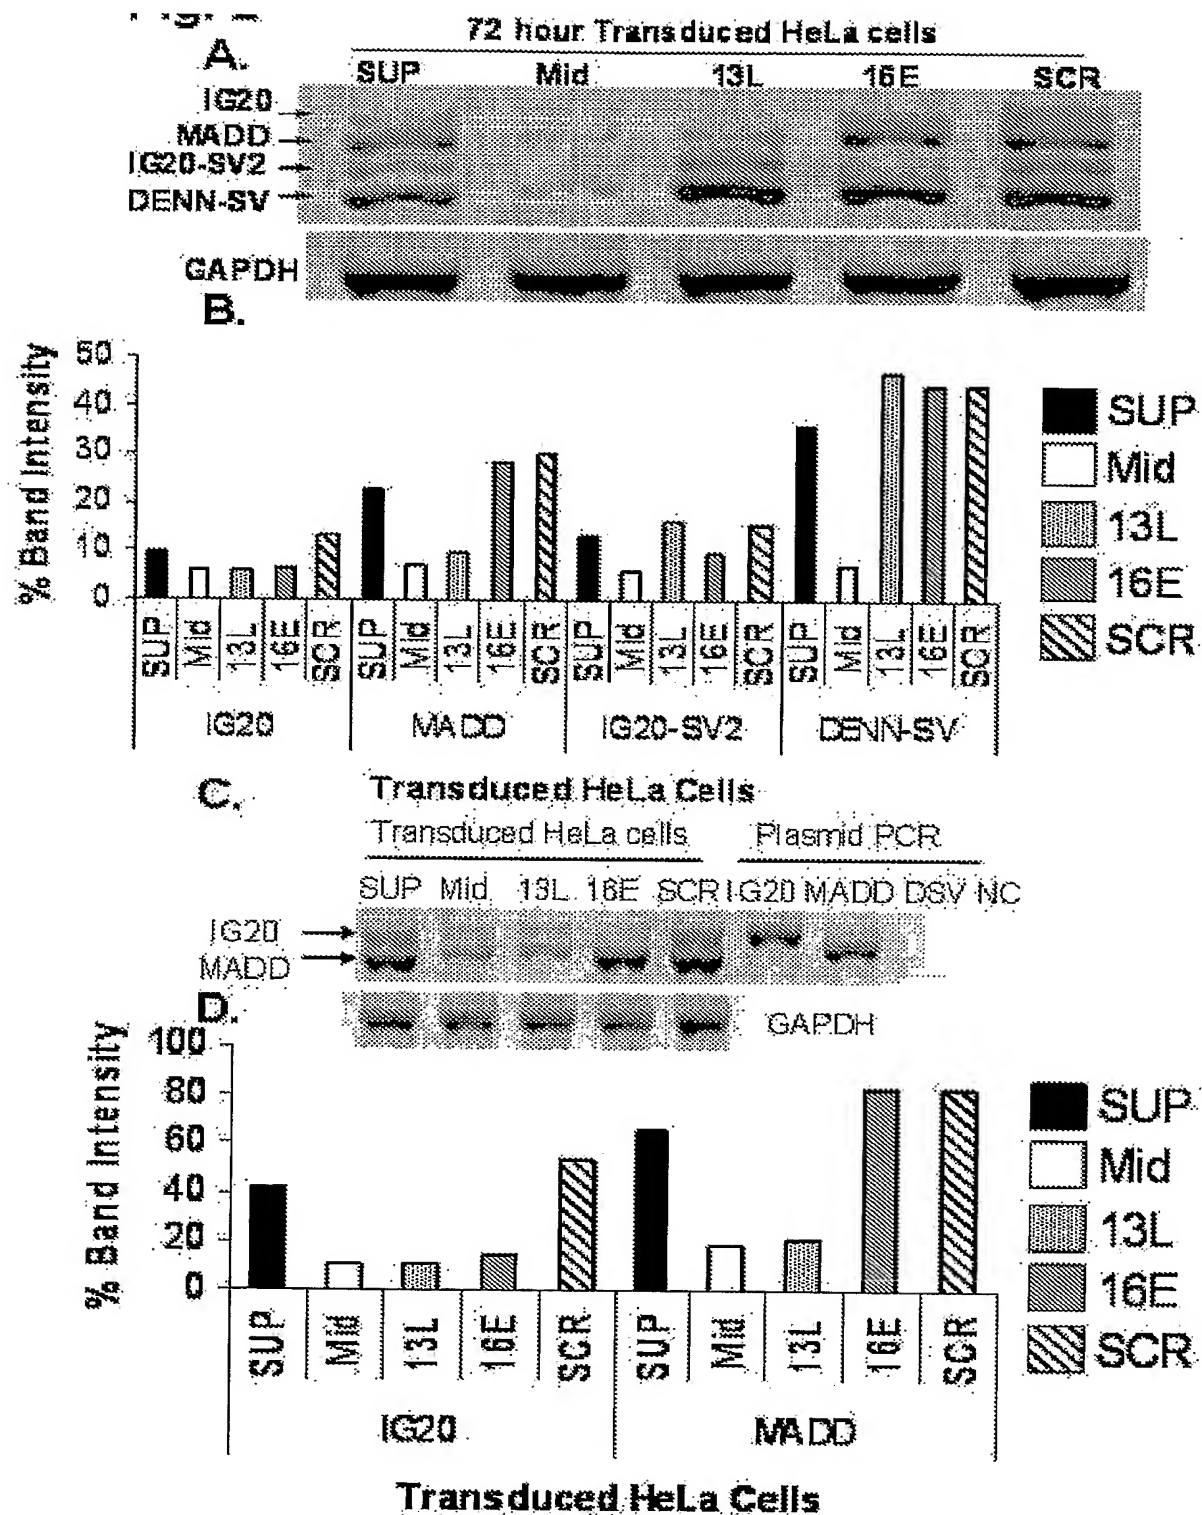 A.
72 hour Transduced HeLa cells
SUP Mid 13L 16E SCR
IG20
MADD
IG20-SV2
DENN-SV
GAPDH
B.
% Band Intensity
50
40
30
20
10
0
SUP Mid 13L 16E SCR SUP Mid 13L 16E SCR SUP Mid 13L 16E SCR SUP Mid 13L 16E SCR
IG20 MADD IG20-SV2 DENN-SV
SUP
Mid
13L
16E
SCR
C.
Transduced HeLa Cells
Transduced HeLa cells Plasmid PCR
SUP Mid 13L 16E SCR IG20 MADD DSV NC
IG20
MADD
GAPDH
D.
% Band Intensity
100
80
60
40
20
0
SUP Mid 13L 16E SCR SUP Mid 13L 16E SCR
IG20 MADD
SUP
Mid
13L
16E
SCR
Transduced HeLa Cells